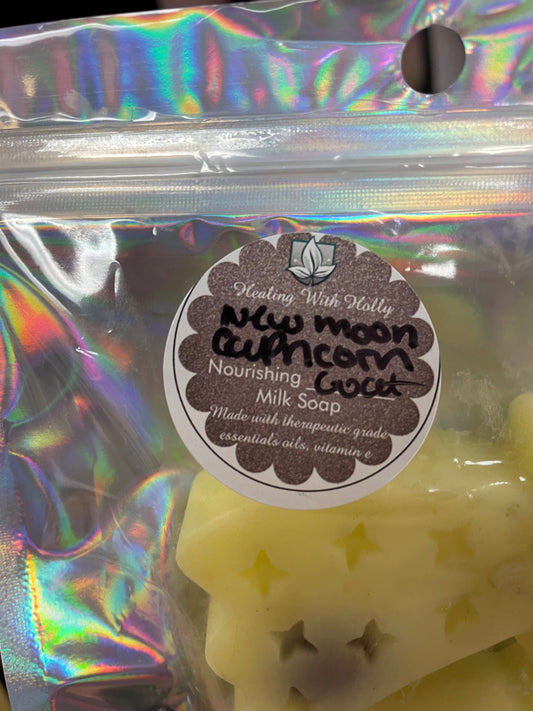 Healing With Holly
New moon
Capricorn
Nourishing Goat
Milk Soap
Made with therapeutic grade
essentials oils, vitamin e